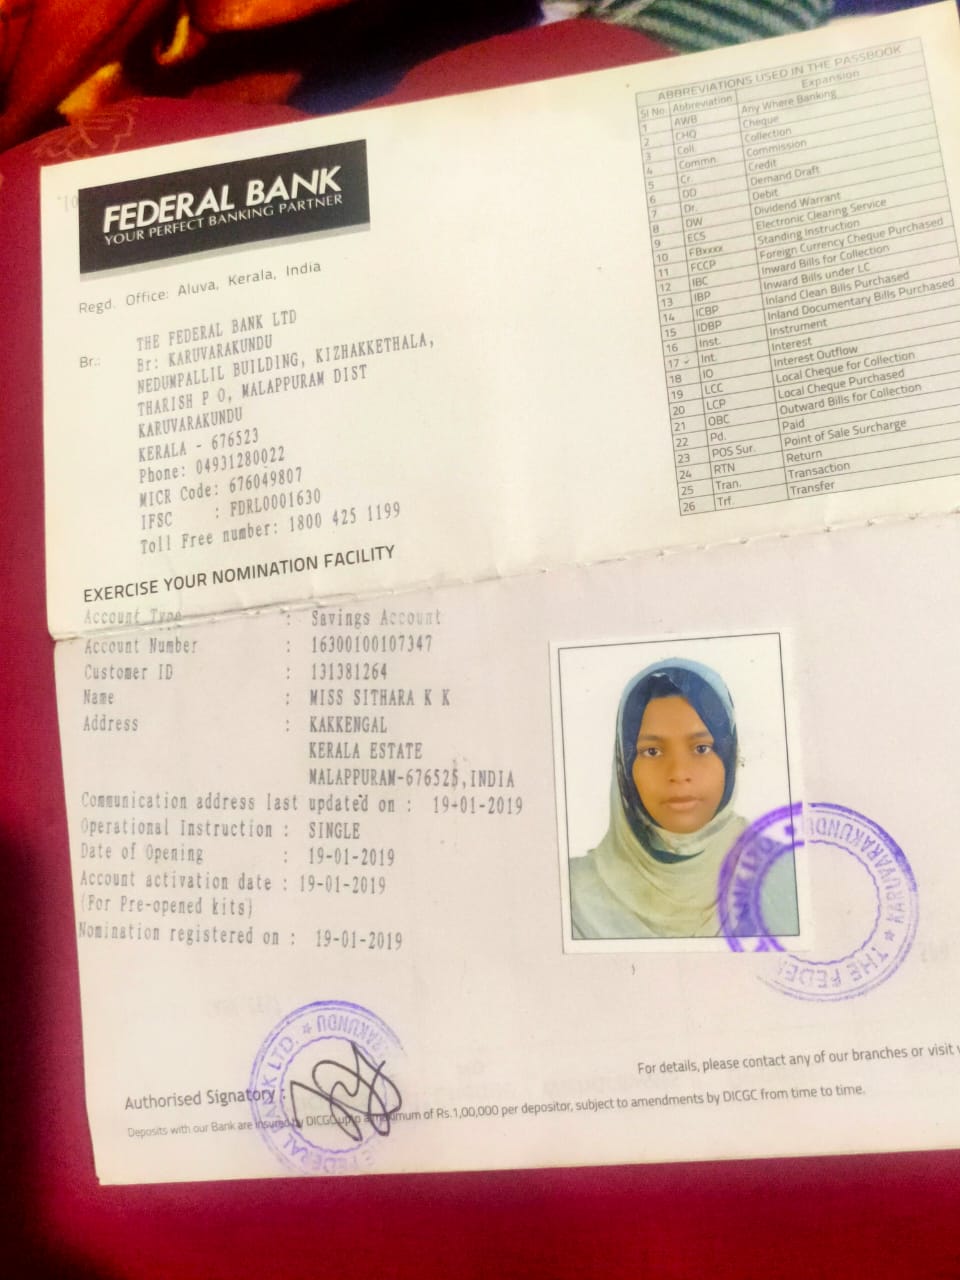 FEDERAL BANK
YOUR PERFECT BANKING PARTNER
Regd. Office: Aluva, Kerala, India
Br.:
THE FEDERAL BANK LTD
Br: KARUVARAKUNDU
NEDUMPALLIL BUILDING, KIZHAKKETHALA,
THARISH P O, MALAPPURAM DIST
KARUVARAKUNDU
KERALA - 676523
Phone: 04931280022
MICR Code: 676049807
IFSC : FDRL0001630
Toll Free number: 1800 425 1199
ABBREVIATIONS USED IN THE PASSBOOK
Sl No. Abbreviation Expansion
1 AWB Any Where Banking
2 CHQ Cheque
3 Coll. Collection
4 Commn. Commission
5 Cr. Credit
6 DD Demand Draft
7 Dr. Debit
8 DW Dividend Warrant
9 ECS Electronic Clearing Service
10 FBxxxx Standing Instruction
11 FCCP Foreign Currency Cheque Purchased
12 IBC Inward Bills for Collection
13 IBP Inward Bills under LC
14 ICBP Inland Clean Bills Purchased
15 IDBP Inland Documentary Bills Purchased
16 Inst. Instrument
17 Int. Interest
18 IO Interest Outflow
19 LCC Local Cheque for Collection
20 LCP Local Cheque Purchased
21 OBC Outward Bills for Collection
22 Pd. Paid
23 POS Sur. Point of Sale Surcharge
24 RTN Return
25 Tran. Transaction
26 Trf. Transfer
EXERCISE YOUR NOMINATION FACILITY
Account Type : Savings Account
Account Number : 16300100107347
Customer ID : 131381264
Name : MISS SITHARA K K
Address : KAKKENGAL
KERALA ESTATE
MALAPPURAM-676525,INDIA
Communication address last updated on : 19-01-2019
Operational Instruction : SINGLE
Date of Opening : 19-01-2019
Account activation date : 19-01-2019
(For Pre-opened kits)
Nomination registered on : 19-01-2019
NK LTD. * KARUVARAKUNDU * THE FEDER
RAL BANK LTD. * RAKUNDU THE FEDE
For details, please contact any of our branches or visit
Authorised Signatory :
Deposits with our Bank are insured by DICGC upto a maximum of Rs.1,00,000 per depositor, subject to amendments by DICGC from time to time.